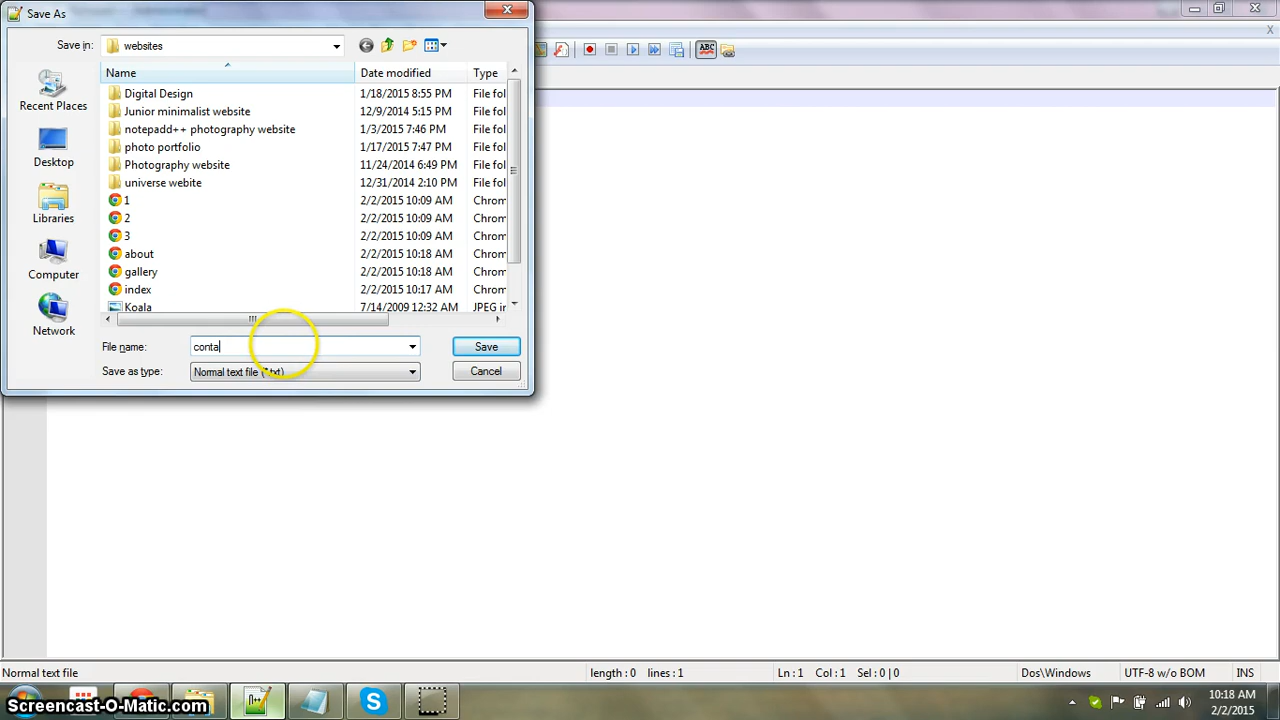 Save As
Save in: websites
Name Date modified Type
Recent Places
Desktop
Libraries
Computer
Network
Digital Design 1/18/2015 8:55 PM File fol
Junior minimalist website 12/9/2014 5:15 PM File fol
notepadd++ photography website 1/3/2015 7:46 PM File fol
photo portfolio 1/17/2015 7:47 PM File fol
Photography website 11/24/2014 6:49 PM File fol
universe webite 12/31/2014 2:10 PM File fol
1 2/2/2015 10:09 AM Chrom
2 2/2/2015 10:09 AM Chrom
3 2/2/2015 10:09 AM Chrom
about 2/2/2015 10:18 AM Chrom
gallery 2/2/2015 10:18 AM Chrom
index 2/2/2015 10:17 AM Chrom
Koala 7/14/2009 12:32 AM JPEG in
File name: conta Save
Save as type: Normal text file (*.txt) Cancel
ABC
Normal text file length : 0 lines : 1 Ln : 1 Col : 1 Sel : 0 | 0 Dos\Windows UTF-8 w/o BOM INS
Screencast-O-Matic.com
10:18 AM
2/2/2015